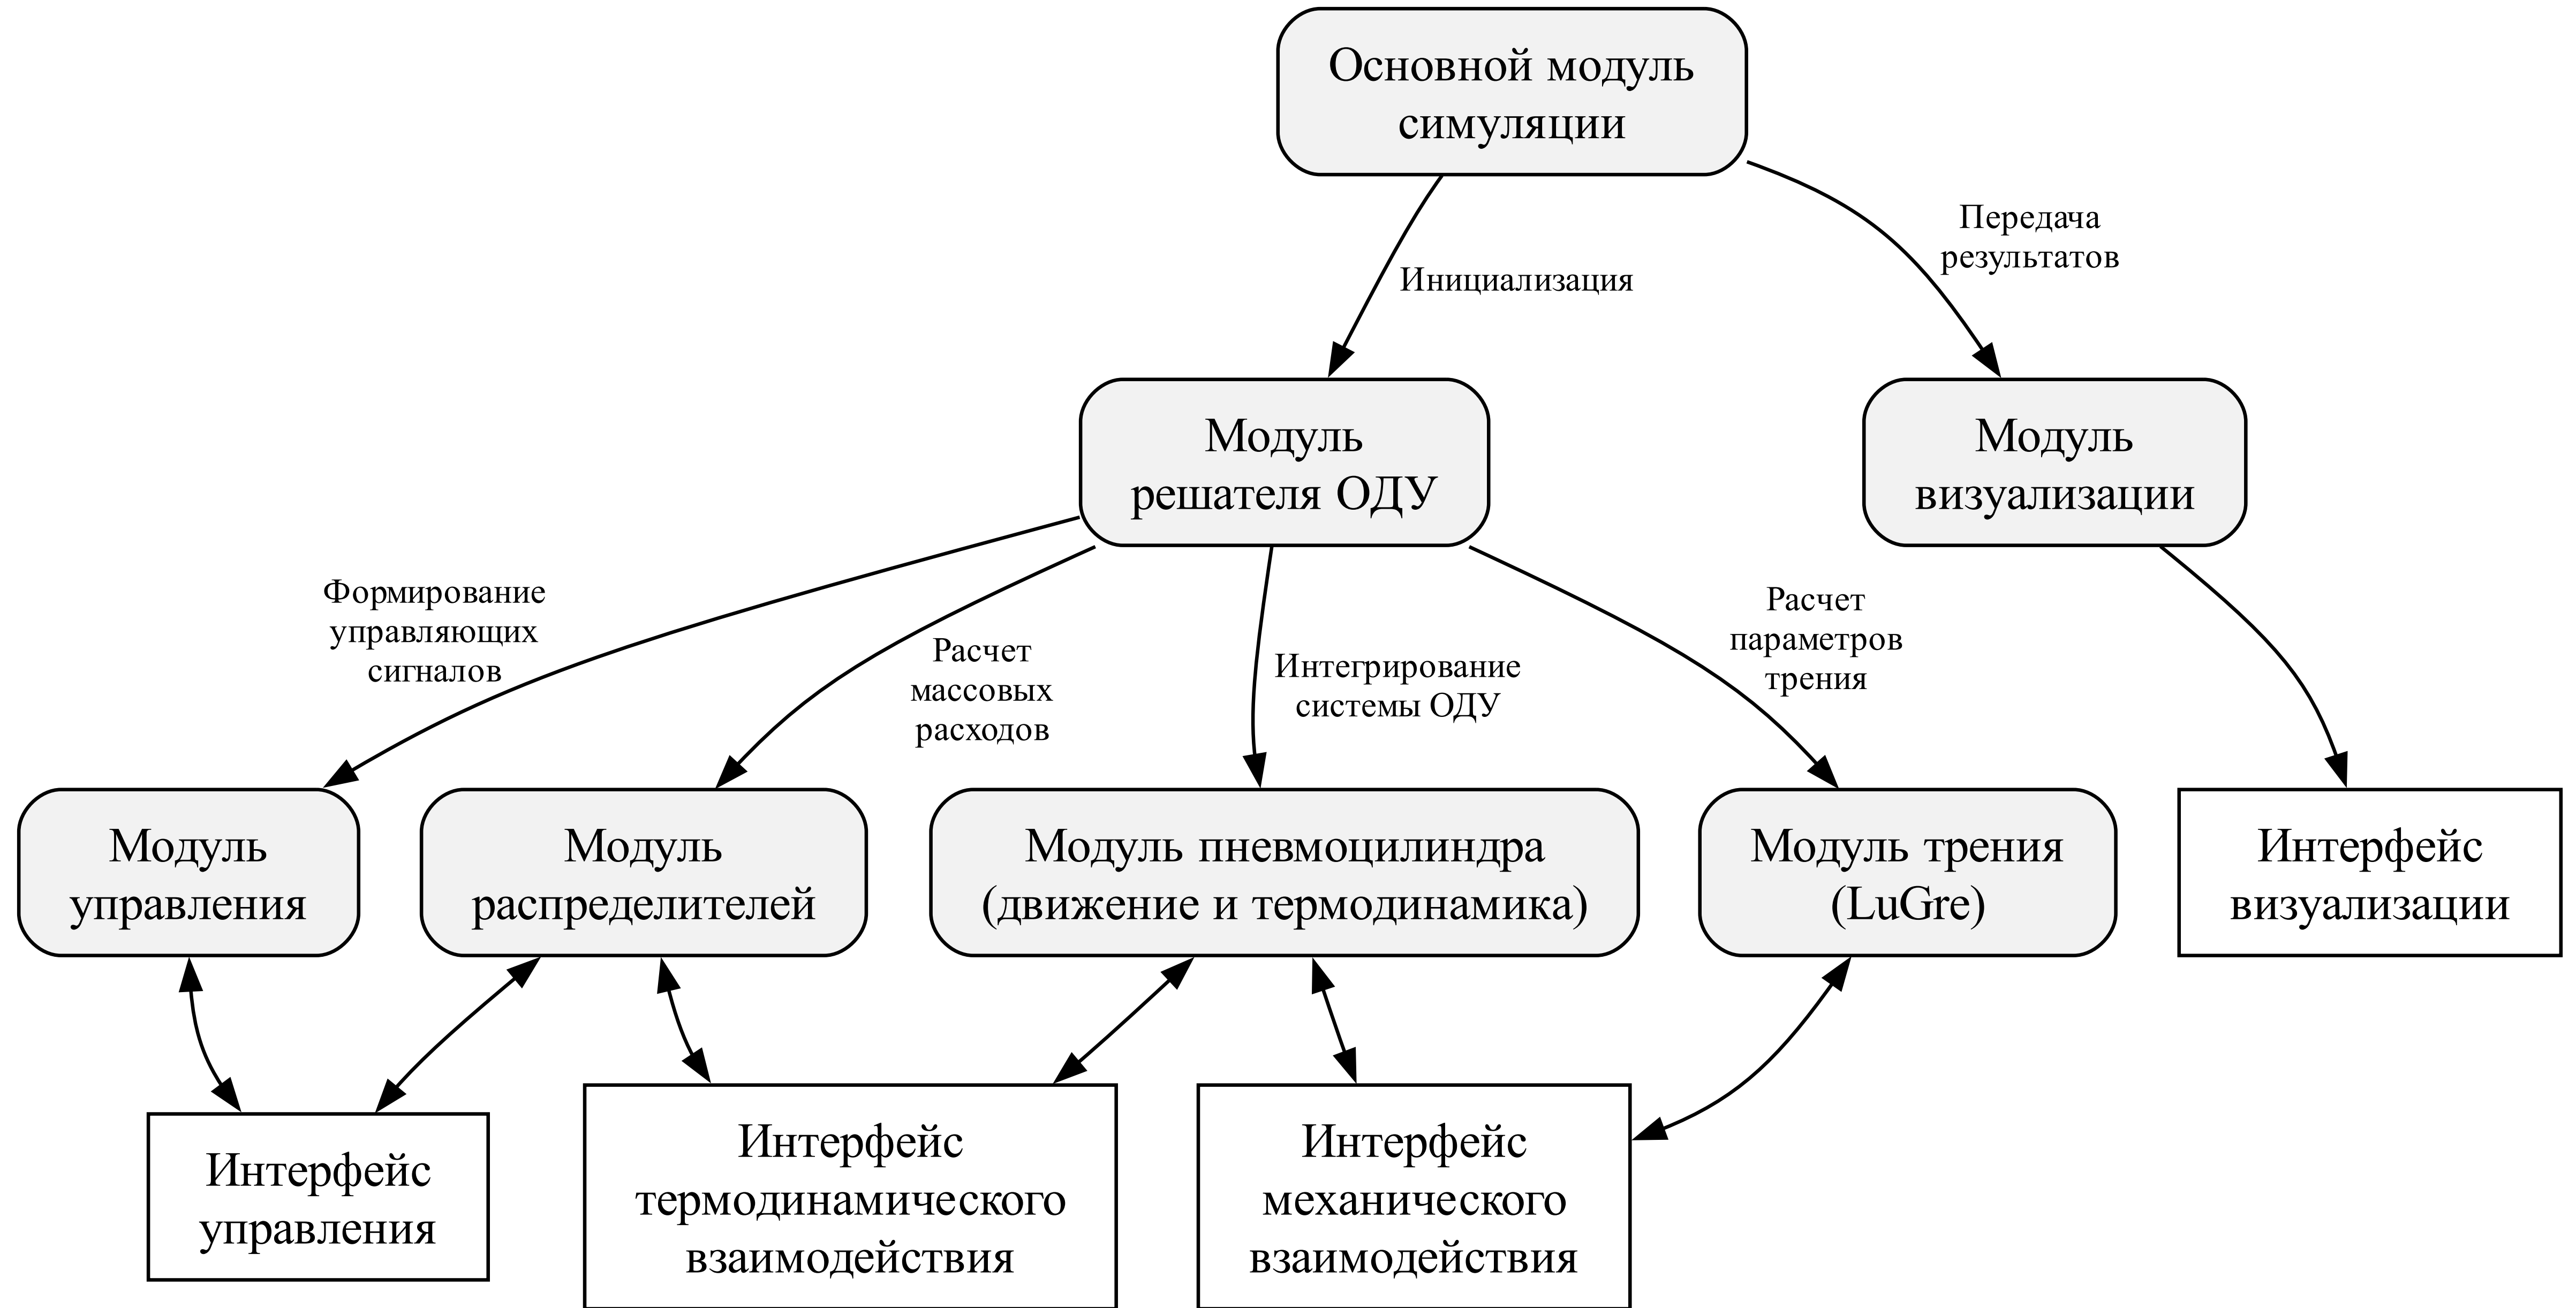 Основной модуль
симуляции
Передача
результатов
Инициализация
Модуль
решателя ОДУ
Модуль
визуализации
Формирование
управляющих
сигналов
Расчет
массовых
расходов
Интегрирование
системы ОДУ
Расчет
параметров
трения
Модуль
управления
Модуль
распределителей
Модуль пневмоцилиндра
(движение и термодинамика)
Модуль трения
(LuGre)
Интерфейс
визуализации
Интерфейс
управления
Интерфейс
термодинамического
взаимодействия
Интерфейс
механического
взаимодействия